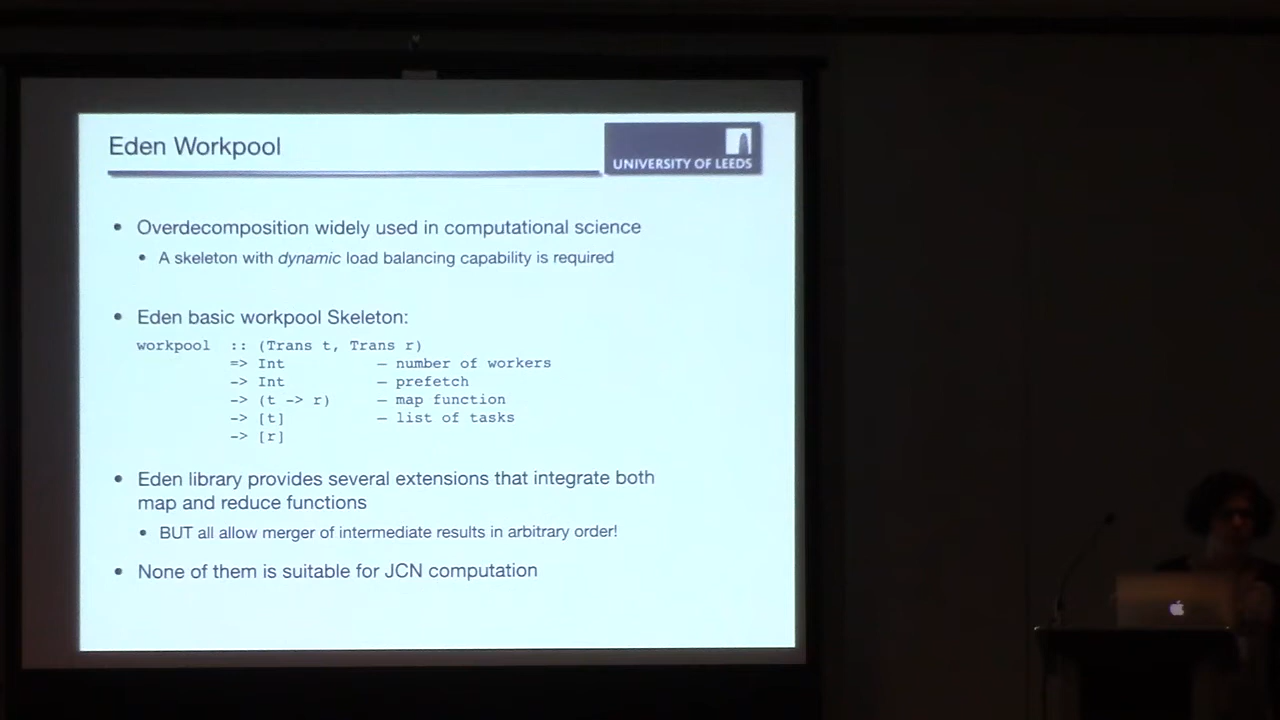 Eden Workpool
UNIVERSITY OF LEEDS
• Overdecomposition widely used in computational science
• A skeleton with dynamic load balancing capability is required
• Eden basic workpool Skeleton:
workpool :: (Trans t, Trans r)
=> Int — number of workers
-> Int — prefetch
-> (t -> r) — map function
-> [t] — list of tasks
-> [r]
• Eden library provides several extensions that integrate both
map and reduce functions
• BUT all allow merger of intermediate results in arbitrary order!
• None of them is suitable for JCN computation